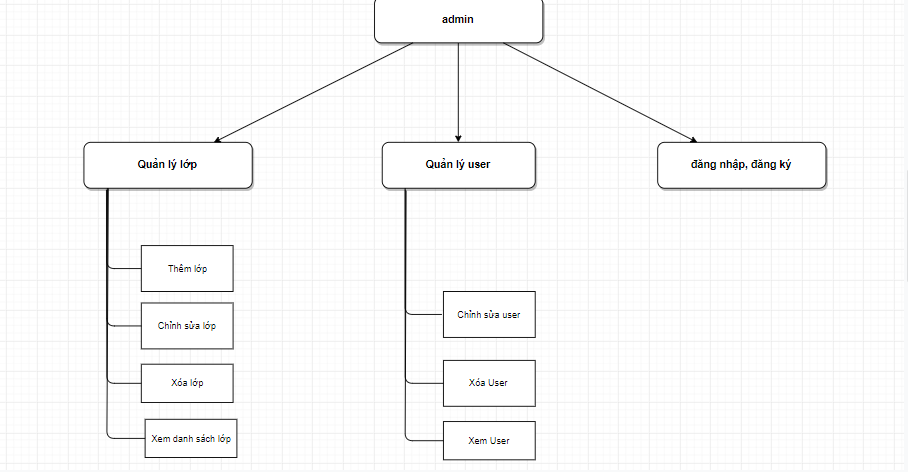 admin
Quản lý lớp
Quản lý user
đăng nhập, đăng ký
Thêm lớp
Chỉnh sửa lớp
Xóa lớp
Xem danh sách lớp
Chỉnh sửa user
Xóa User
Xem User